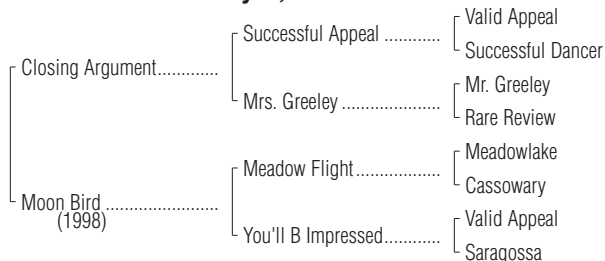 Valid Appeal
Successful Appeal ............
Successful Dancer
Closing Argument.............
Mr. Greeley
Mrs. Greeley .....................
Rare Review
Meadowlake
Meadow Flight.................
Cassowary
Moon Bird ........................
(1998)
Valid Appeal
You'll B Impressed............
Saragossa